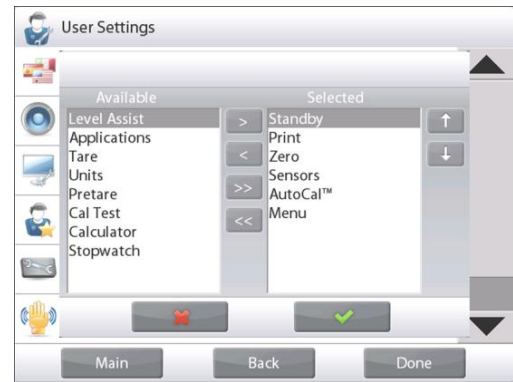 User Settings
Available
Selected
Level Assist
Applications
Tare
Units
Pretare
Cal Test
Calculator
Stopwatch
>
<
>>
<<
Standby
Print
Zero
Sensors
AutoCal™
Menu
↑
↓
Main
Back
Done